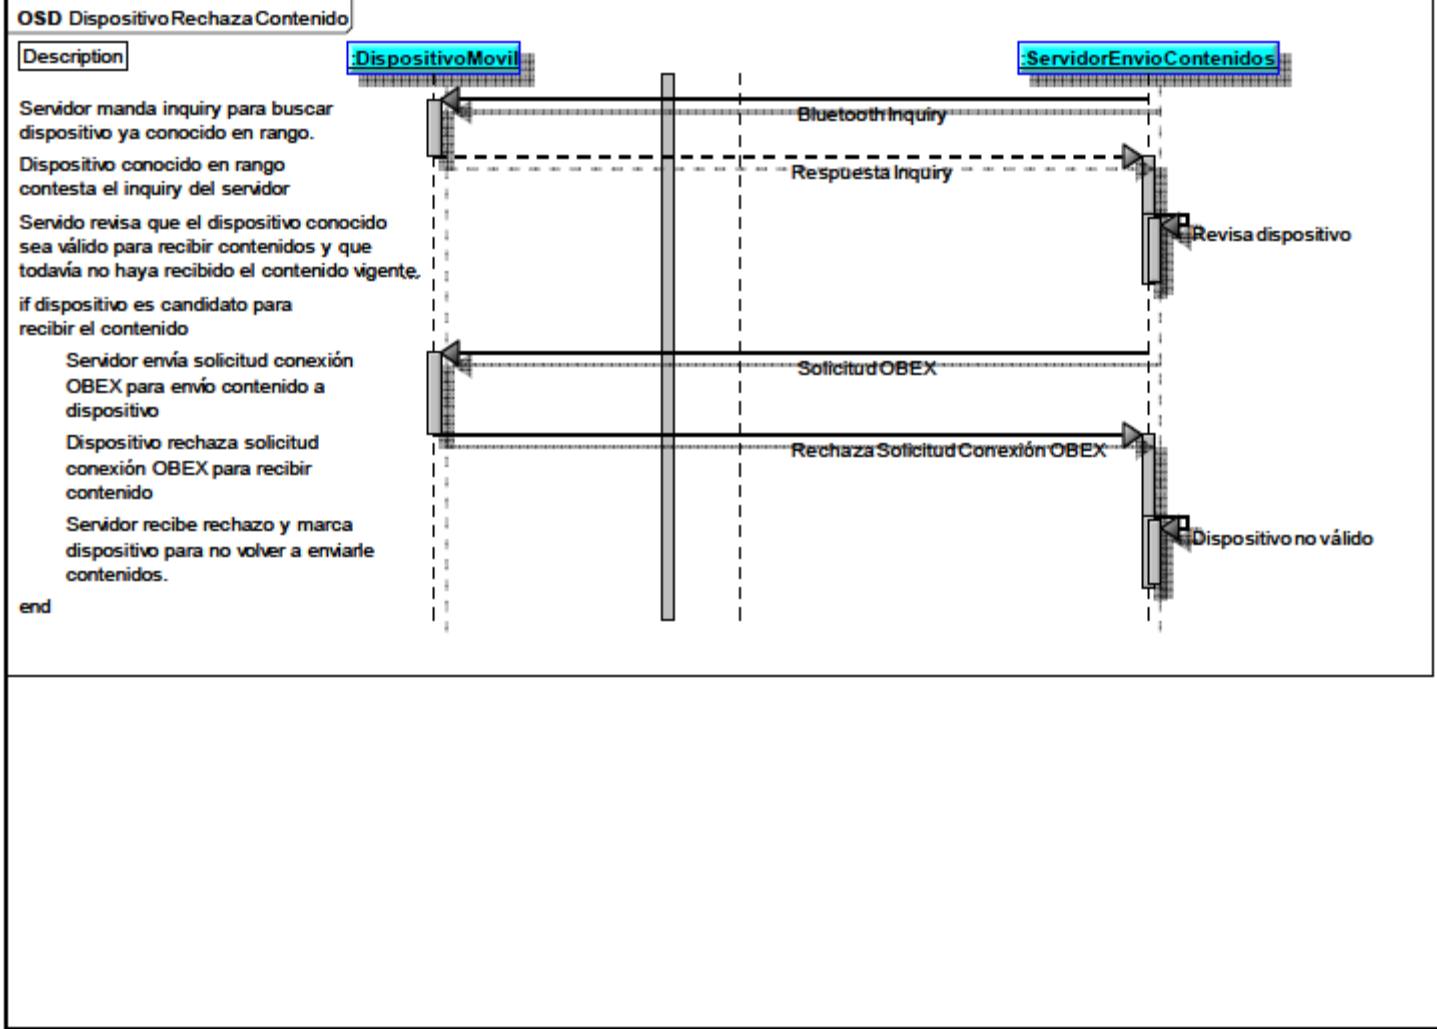 OSD Dispositivo Rechaza Contenido
Description
:DispositivoMovil
:ServidorEnvioContenidos
Servidor manda inquiry para buscar
dispositivo ya conocido en rango.
Bluetooth Inquiry
Dispositivo conocido en rango
contesta el inquiry del servidor
Respuesta Inquiry
Servido revisa que el dispositivo conocido
sea válido para recibir contenidos y que
todavía no haya recibido el contenido vigente.
Revisa dispositivo
if dispositivo es candidato para
recibir el contenido
Servidor envía solicitud conexión
OBEX para envío contenido a
dispositivo
Solicitud OBEX
Dispositivo rechaza solicitud
conexión OBEX para recibir
contenido
Rechaza Solicitud Conexión OBEX
Servidor recibe rechazo y marca
dispositivo para no volver a enviarle
contenidos.
Dispositivo no válido
end